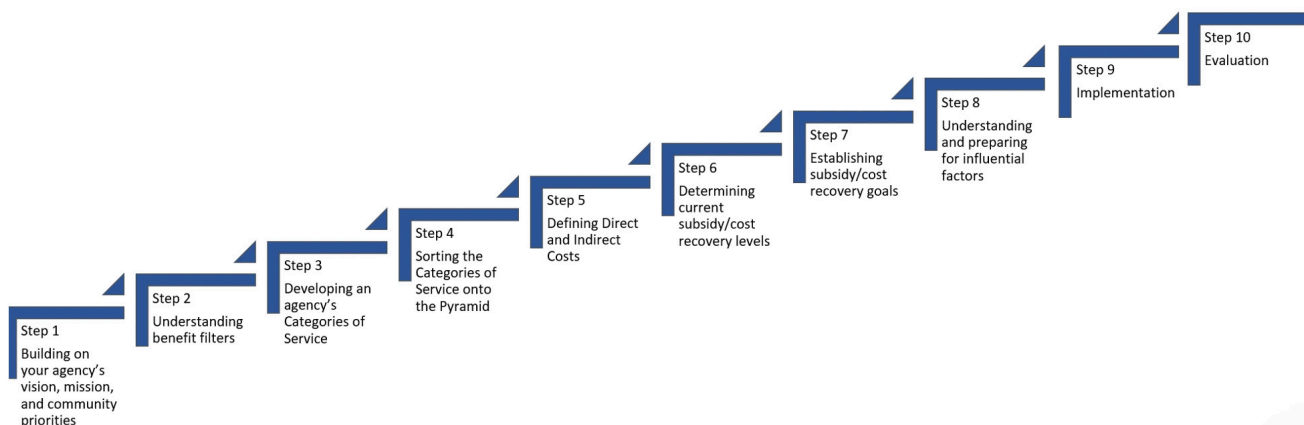 Step 1
Building on
your agency's
vision, mission,
and community
priorities
Step 2
Understanding
benefit filters
Step 3
Developing an
agency's
Categories of
Service
Step 4
Sorting the
Categories of
Service onto
the Pyramid
Step 5
Defining Direct
and Indirect
Costs
Step 6
Determining
current
subsidy/cost
recovery levels
Step 7
Establishing
subsidy/cost
recovery goals
Step 8
Understanding
and preparing
for influential
factors
Step 9
Implementation
Step 10
Evaluation